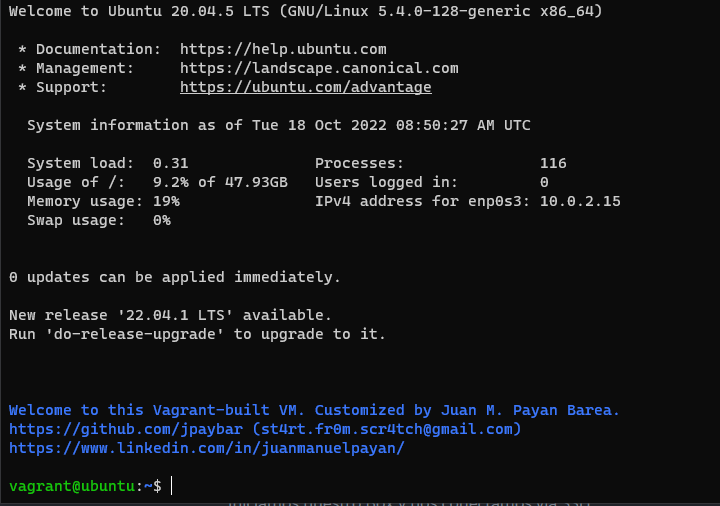 Welcome to Ubuntu 20.04.5 LTS (GNU/Linux 5.4.0-128-generic x86_64)
* Documentation: https://help.ubuntu.com
* Management: https://landscape.canonical.com
* Support: https://ubuntu.com/advantage
System information as of Tue 18 Oct 2022 08:50:27 AM UTC
System load: 0.31 Processes: 116
Usage of /: 9.2% of 47.93GB Users logged in: 0
Memory usage: 19% IPv4 address for enp0s3: 10.0.2.15
Swap usage: 0%
0 updates can be applied immediately.
New release '22.04.1 LTS' available.
Run 'do-release-upgrade' to upgrade to it.
Welcome to this Vagrant-built VM. Customized by Juan M. Payan Barea.
https://github.com/jpaybar (st4rt.fr0m.scr4tch@gmail.com)
https://www.linkedin.com/in/juanmanuelpayan/
vagrant@ubuntu:~$